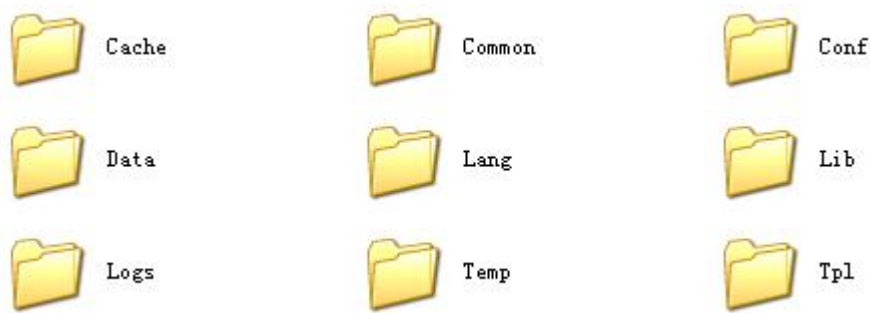 Cache Common Conf
Data Lang Lib
Logs Temp Tpl